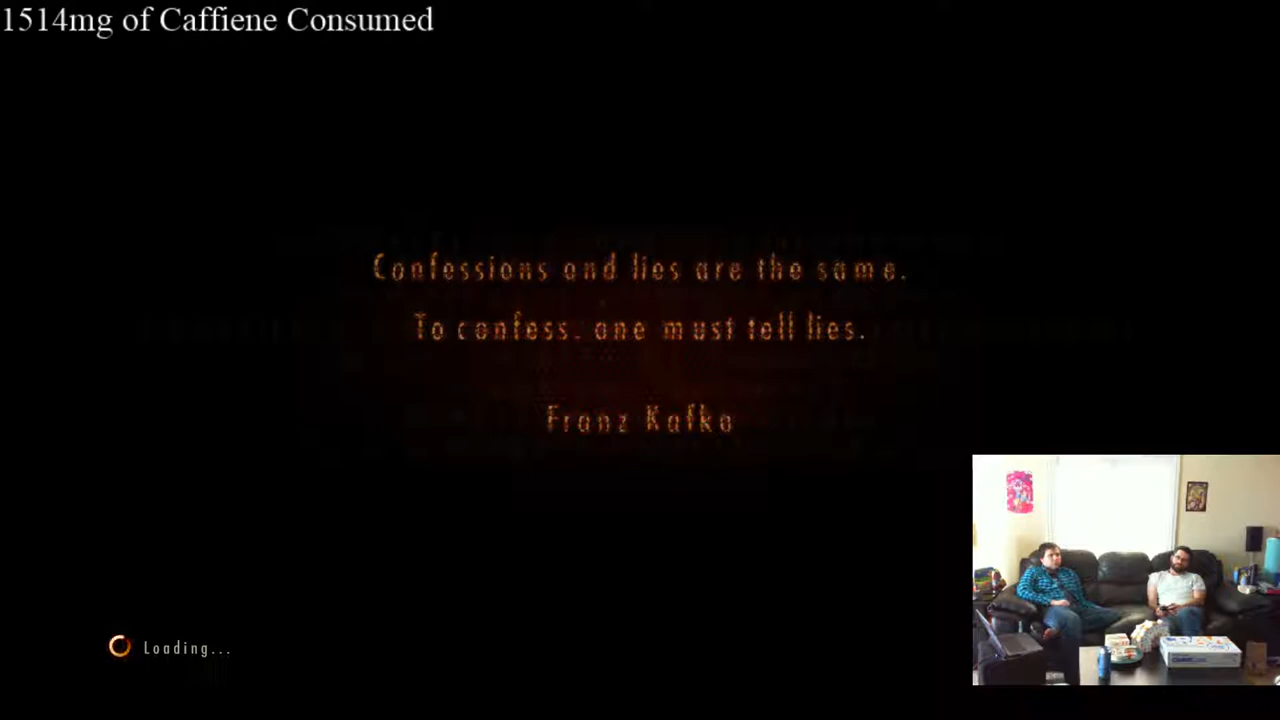 1514mg of Caffiene Consumed
Confessions and lies are the same.
To confess, one must tell lies.
Franz Kafka
Loading...